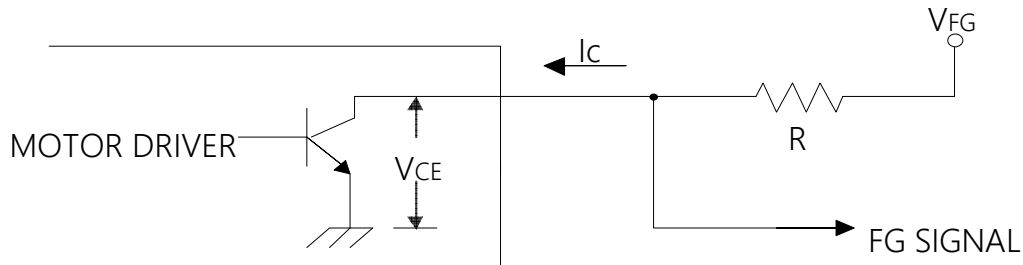 VFG
Ic
MOTOR DRIVER
VCE
R
FG SIGNAL